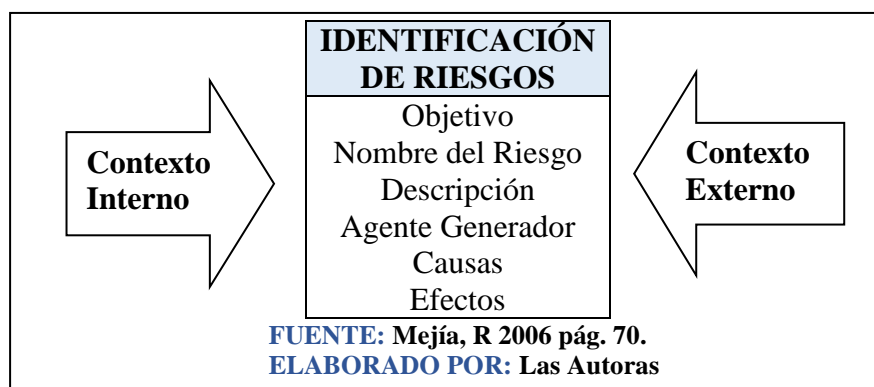 IDENTIFICACIÓN
DE RIESGOS
Objetivo
Nombre del Riesgo
Descripción
Agente Generador
Causas
Efectos
Contexto
Interno
Contexto
Externo
FUENTE: Mejía, R 2006 pág. 70.
ELABORADO POR: Las Autoras